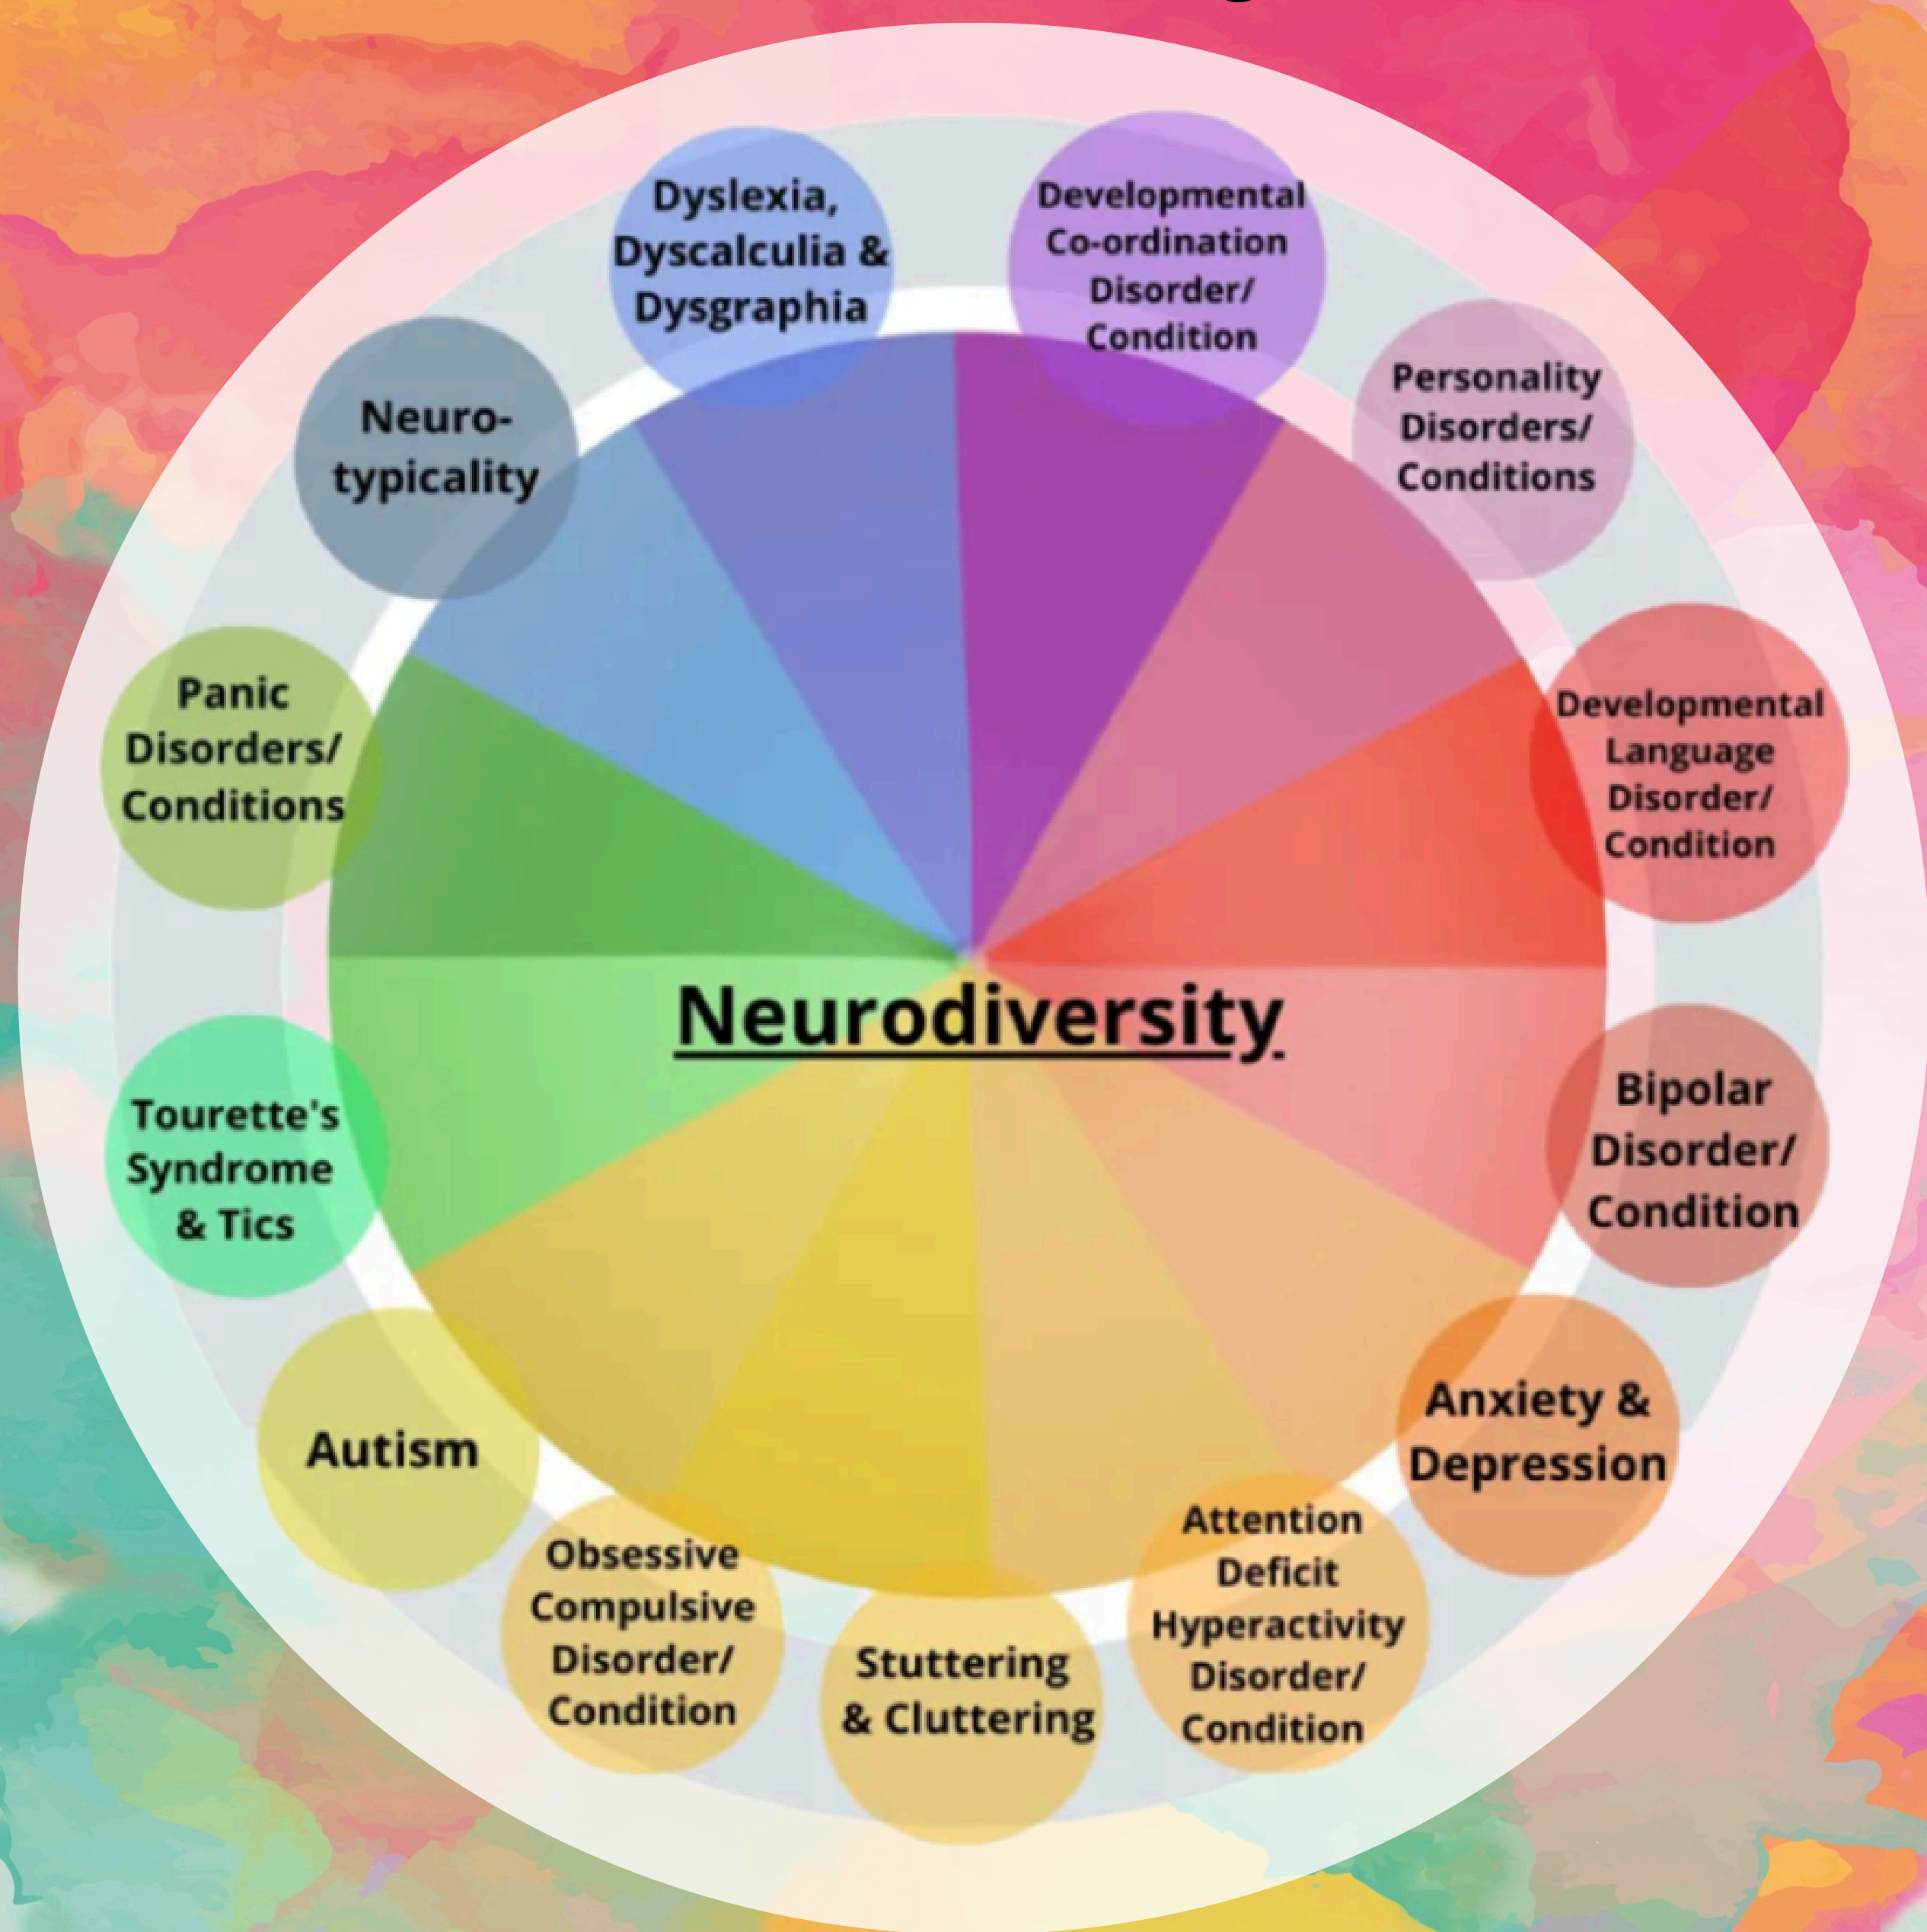 Dyslexia,
Dyscalculia &
Dysgraphia
Developmental
Co-ordination
Disorder/
Condition
Personality
Disorders/
Conditions
Developmental
Language
Disorder/
Condition
Bipolar
Disorder/
Condition
Anxiety &
Depression
Attention
Deficit
Hyperactivity
Disorder/
Condition
Stuttering
& Cluttering
Obsessive
Compulsive
Disorder/
Condition
Autism
Tourette's
Syndrome
& Tics
Panic
Disorders/
Conditions
Neuro-
typicality
Neurodiversity